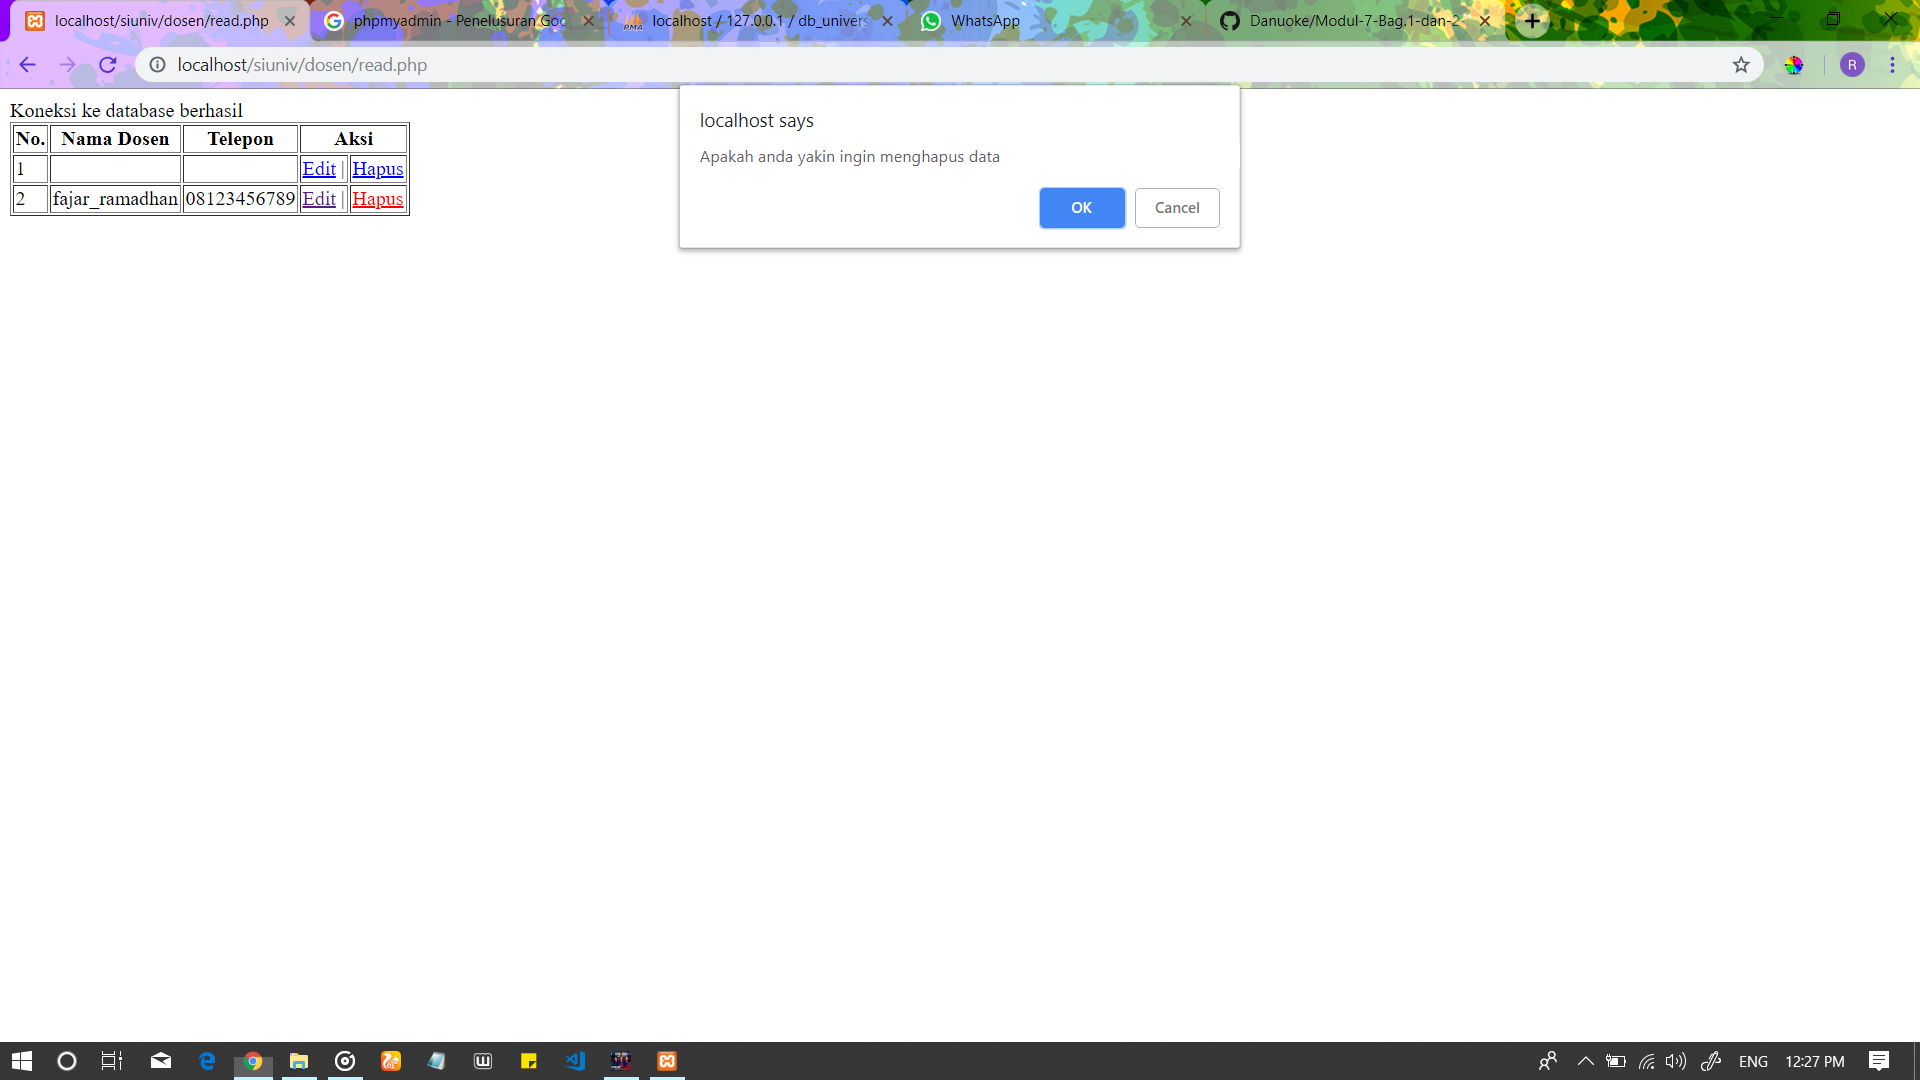 localhost/siuniv/dosen/read.php
phpmyadmin - Penelusuran Goo
localhost / 127.0.0.1 / db_univers
WhatsApp
Danuoke/Modul-7-Bag.1-dan-2-
localhost/siuniv/dosen/read.php
R
Koneksi ke database berhasil
No. Nama Dosen Telepon Aksi
1 Edit | Hapus
2 fajar_ramadhan 08123456789 Edit | Hapus
localhost says
Apakah anda yakin ingin menghapus data
OK Cancel
ENG 12:27 PM